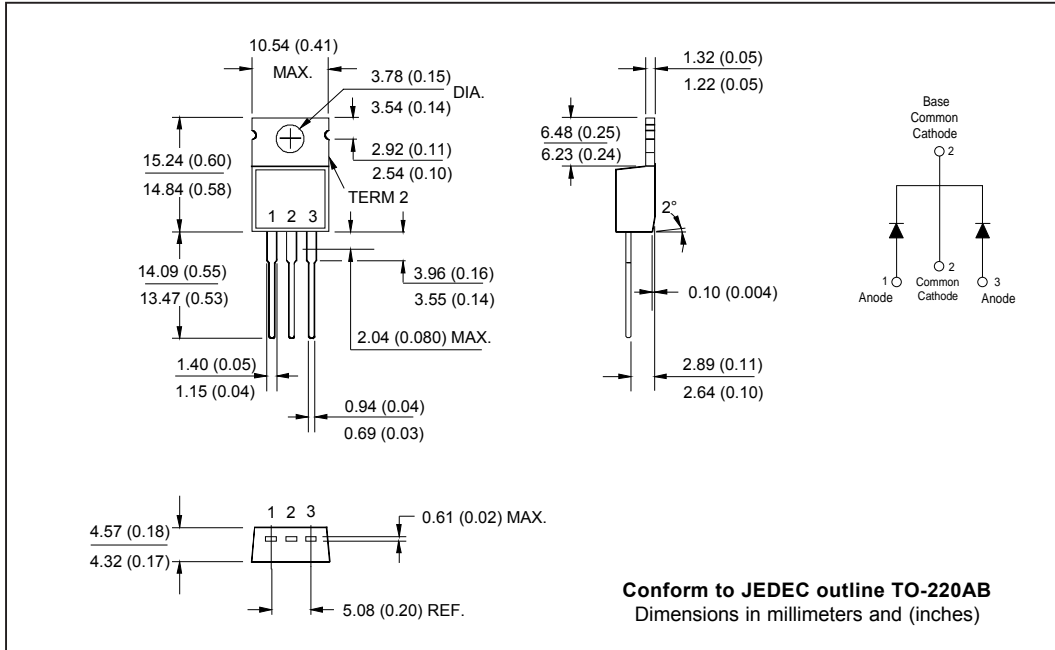 10.54 (0.41)
MAX.
3.78 (0.15)
3.54 (0.14)
DIA.
2.92 (0.11)
2.54 (0.10)
15.24 (0.60)
14.84 (0.58)
TERM 2
1 2 3
14.09 (0.55)
13.47 (0.53)
3.96 (0.16)
3.55 (0.14)
2.04 (0.080) MAX.
1.40 (0.05)
1.15 (0.04)
0.94 (0.04)
0.69 (0.03)
1.32 (0.05)
1.22 (0.05)
6.48 (0.25)
6.23 (0.24)
2°
0.10 (0.004)
2.89 (0.11)
2.64 (0.10)
Base
Common
Cathode
2
1
Anode
2
Common
Cathode
3
Anode
4.57 (0.18)
4.32 (0.17)
1 2 3
0.61 (0.02) MAX.
5.08 (0.20) REF.
Conform to JEDEC outline TO-220AB
Dimensions in millimeters and (inches)